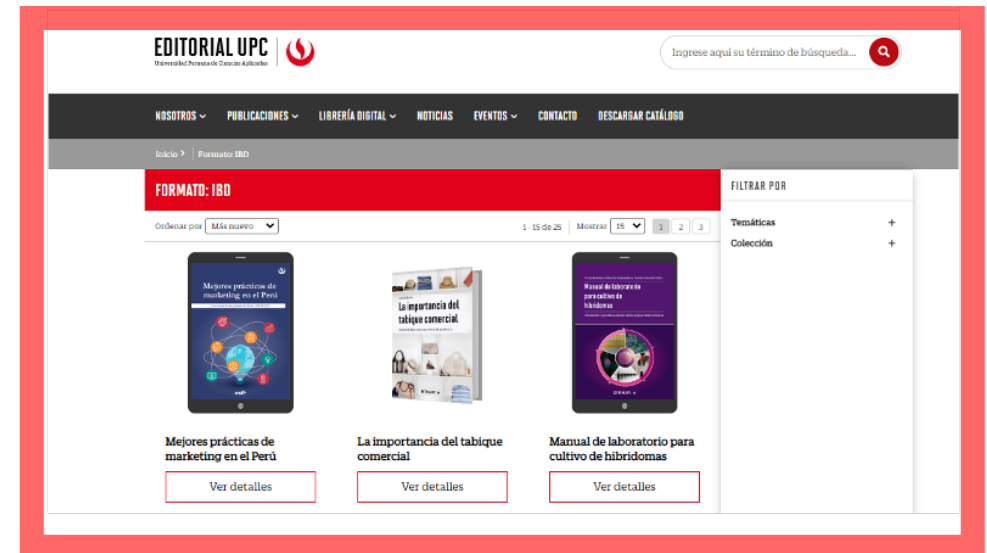 EDITORIAL UPC
Universidad Peruana de Ciencias Aplicadas
Ingrese aquí su término de búsqueda...
NOSOTROS PUBLICACIONES LIBRERÍA DIGITAL NOTICIAS EVENTOS CONTACTO DESCARGAR CATÁLOGO
Inicio > Formato: IBD
FORMATO: IBD
FILTRAR POR
Ordenar por Más nuevo 1 - 15 de 25 Mostrar 15 1 2 3
Temáticas +
Colección +
Mejores prácticas de
marketing en el Perú
La importancia del
tabique comercial
Manual de laboratorio
para cultivo de
hibridomas
Mejores prácticas de
marketing en el Perú
La importancia del tabique
comercial
Manual de laboratorio para
cultivo de hibridomas
Ver detalles
Ver detalles
Ver detalles